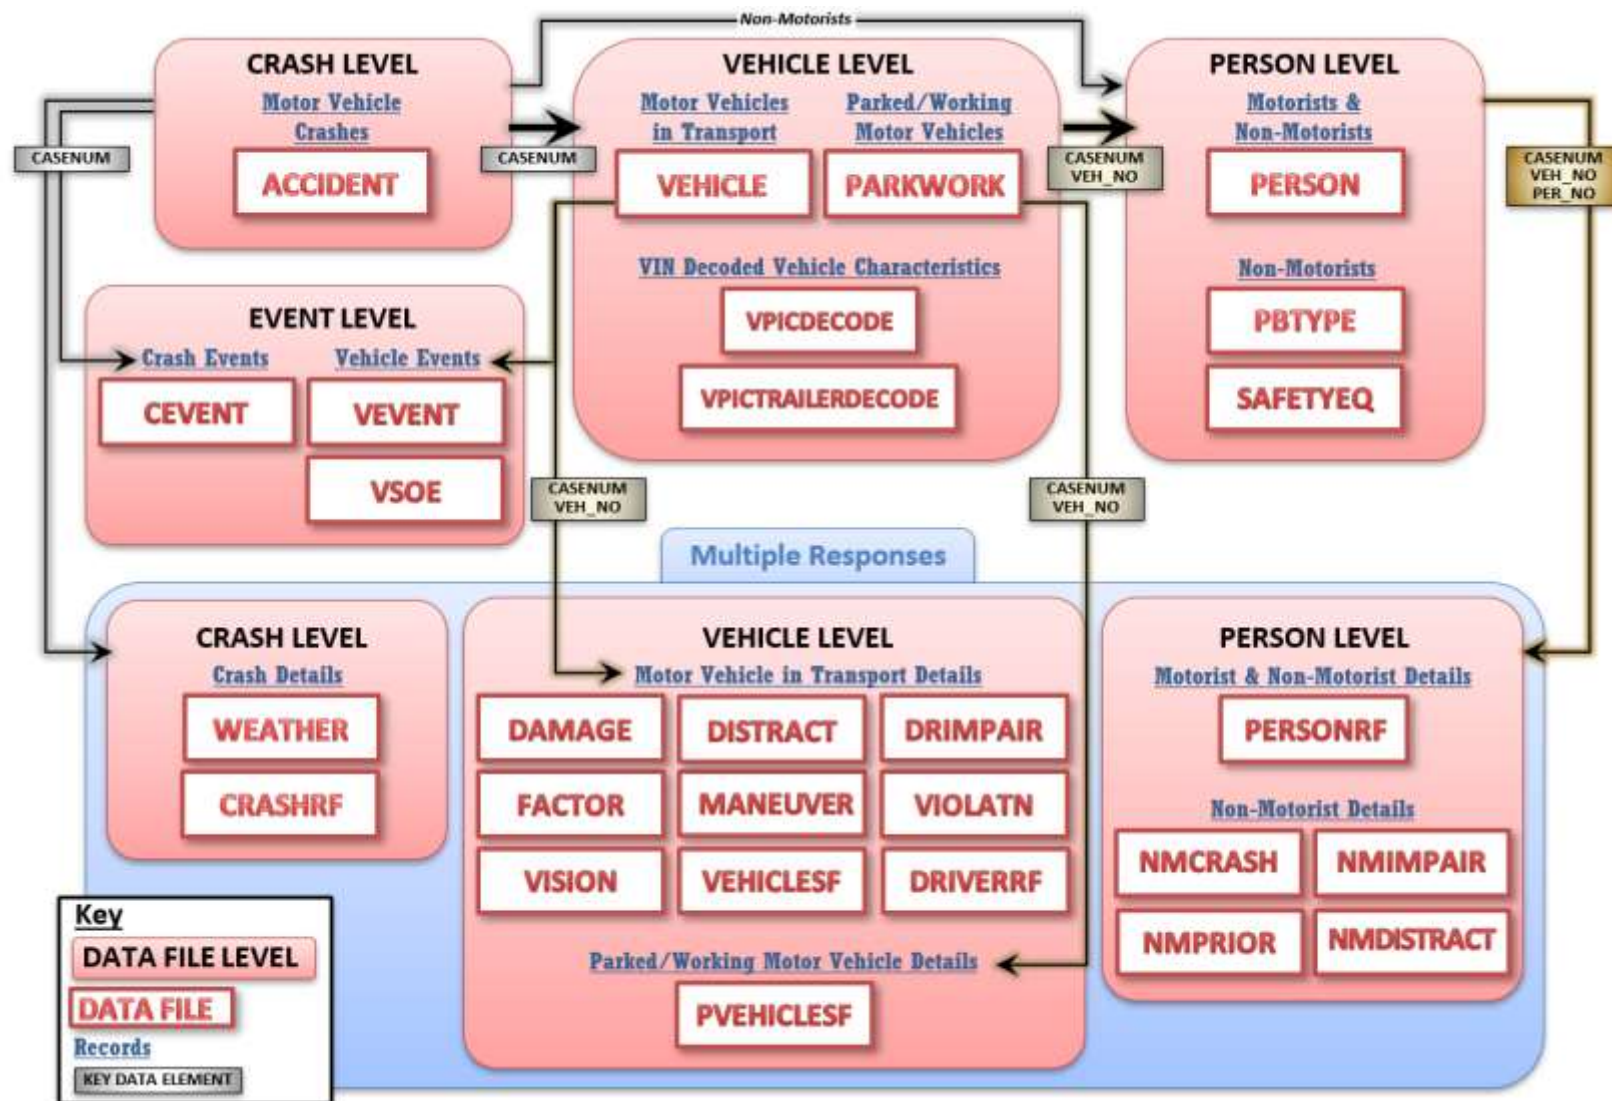 Non-Motorists
CRASH LEVEL
Motor Vehicle
Crashes
ACCIDENT
CASENUM
CASENUM
VEHICLE LEVEL
Motor Vehicles
in Transport
VEHICLE
Parked/Working
Motor Vehicles
PARKWORK
VIN Decoded Vehicle Characteristics
VPICDECODE
VPICTRAILERDECODE
CASENUM
VEH_NO
PERSON LEVEL
Motorists &
Non-Motorists
PERSON
Non-Motorists
PBTYPE
SAFETYEQ
CASENUM
VEH_NO
PER_NO
EVENT LEVEL
Crash Events
CEVENT
Vehicle Events
VEVENT
VSOE
CASENUM
VEH_NO
CASENUM
VEH_NO
Multiple Responses
CRASH LEVEL
Crash Details
WEATHER
CRASHRF
VEHICLE LEVEL
Motor Vehicle in Transport Details
DAMAGE
DISTRACT
DRIMPAIR
FACTOR
MANEUVER
VIOLATN
VISION
VEHICLESF
DRIVERRF
Parked/Working Motor Vehicle Details
PVEHICLESF
PERSON LEVEL
Motorist & Non-Motorist Details
PERSONRF
Non-Motorist Details
NMCRASH
NMIMPAIR
NMPRIOR
NMDISTRACT
Key
DATA FILE LEVEL
DATA FILE
Records
KEY DATA ELEMENT